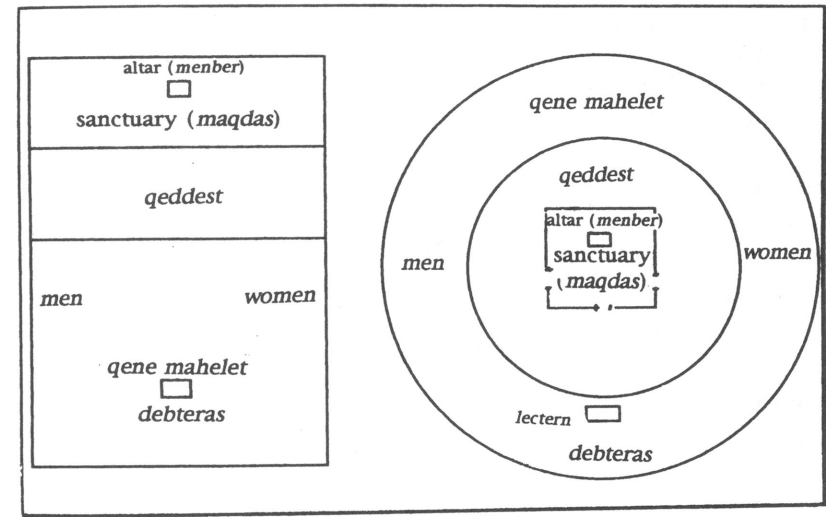 altar (menber)
sanctuary (maqdas)
qeddest
men
women
qene mahelet
debteras
qene mahelet
qeddest
altar (menber)
sanctuary
(maqdas)
men
women
lectern
debteras